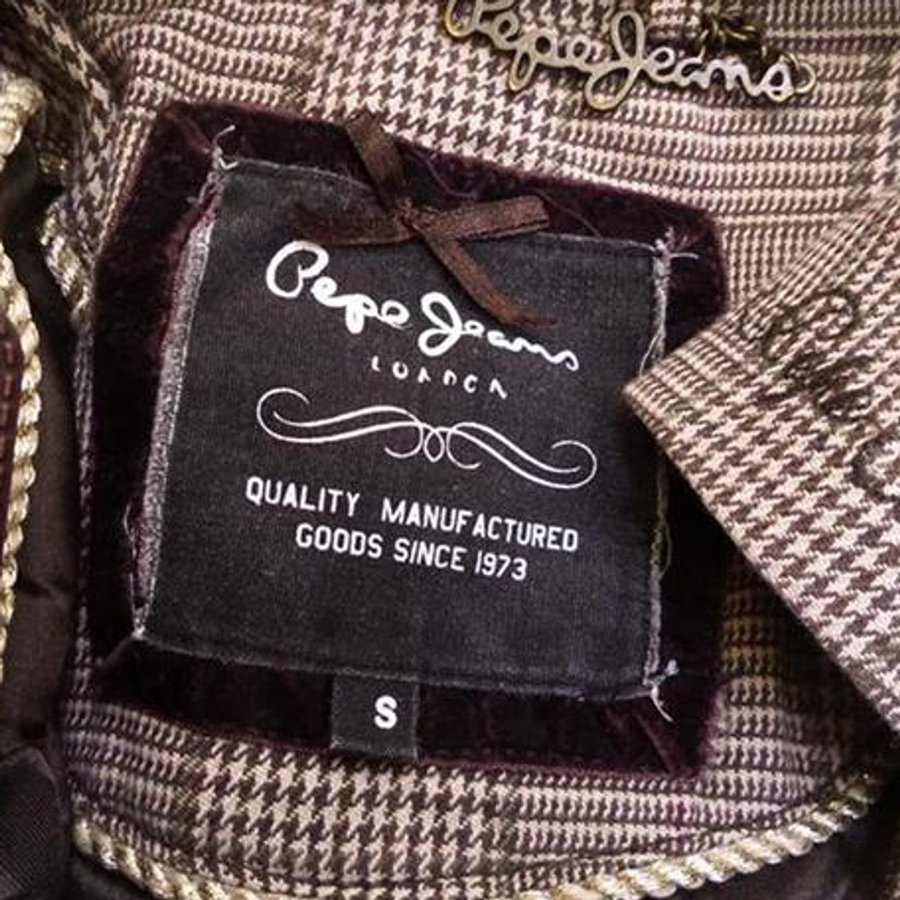 Pepe Jeans
Pepe Jeans
LONDON
QUALITY MANUFACTURED
GOODS SINCE 1973
S